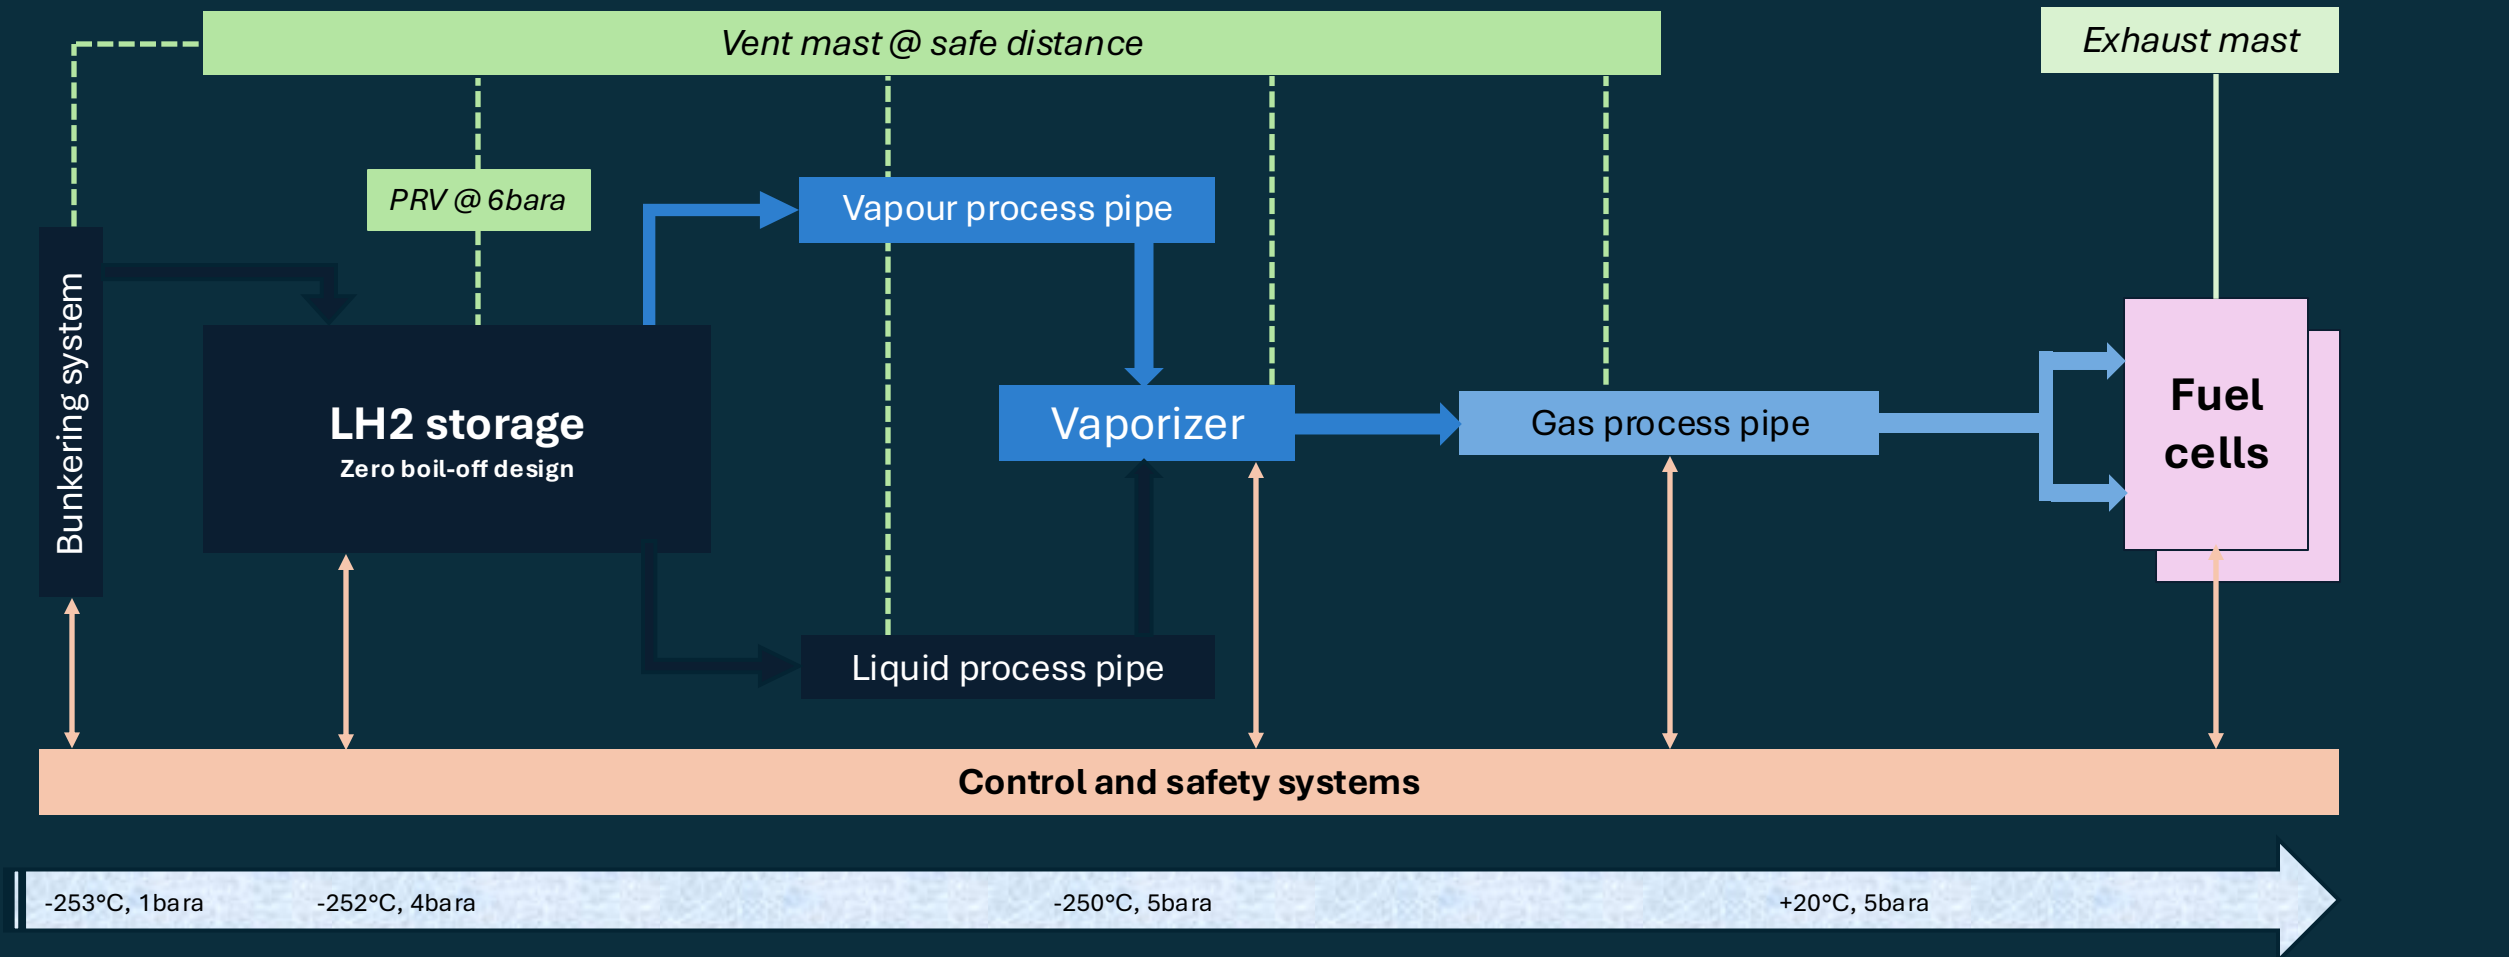 Vent mast @ safe distance
Exhaust mast
PRV @ 6bara
Vapour process pipe
Bunkering system
LH2 storage
Zero boil-off design
Vaporizer
Gas process pipe
Fuel
cells
Liquid process pipe
Control and safety systems
-253°C, 1bara
-252°C, 4bara
-250°C, 5bara
+20°C, 5bara